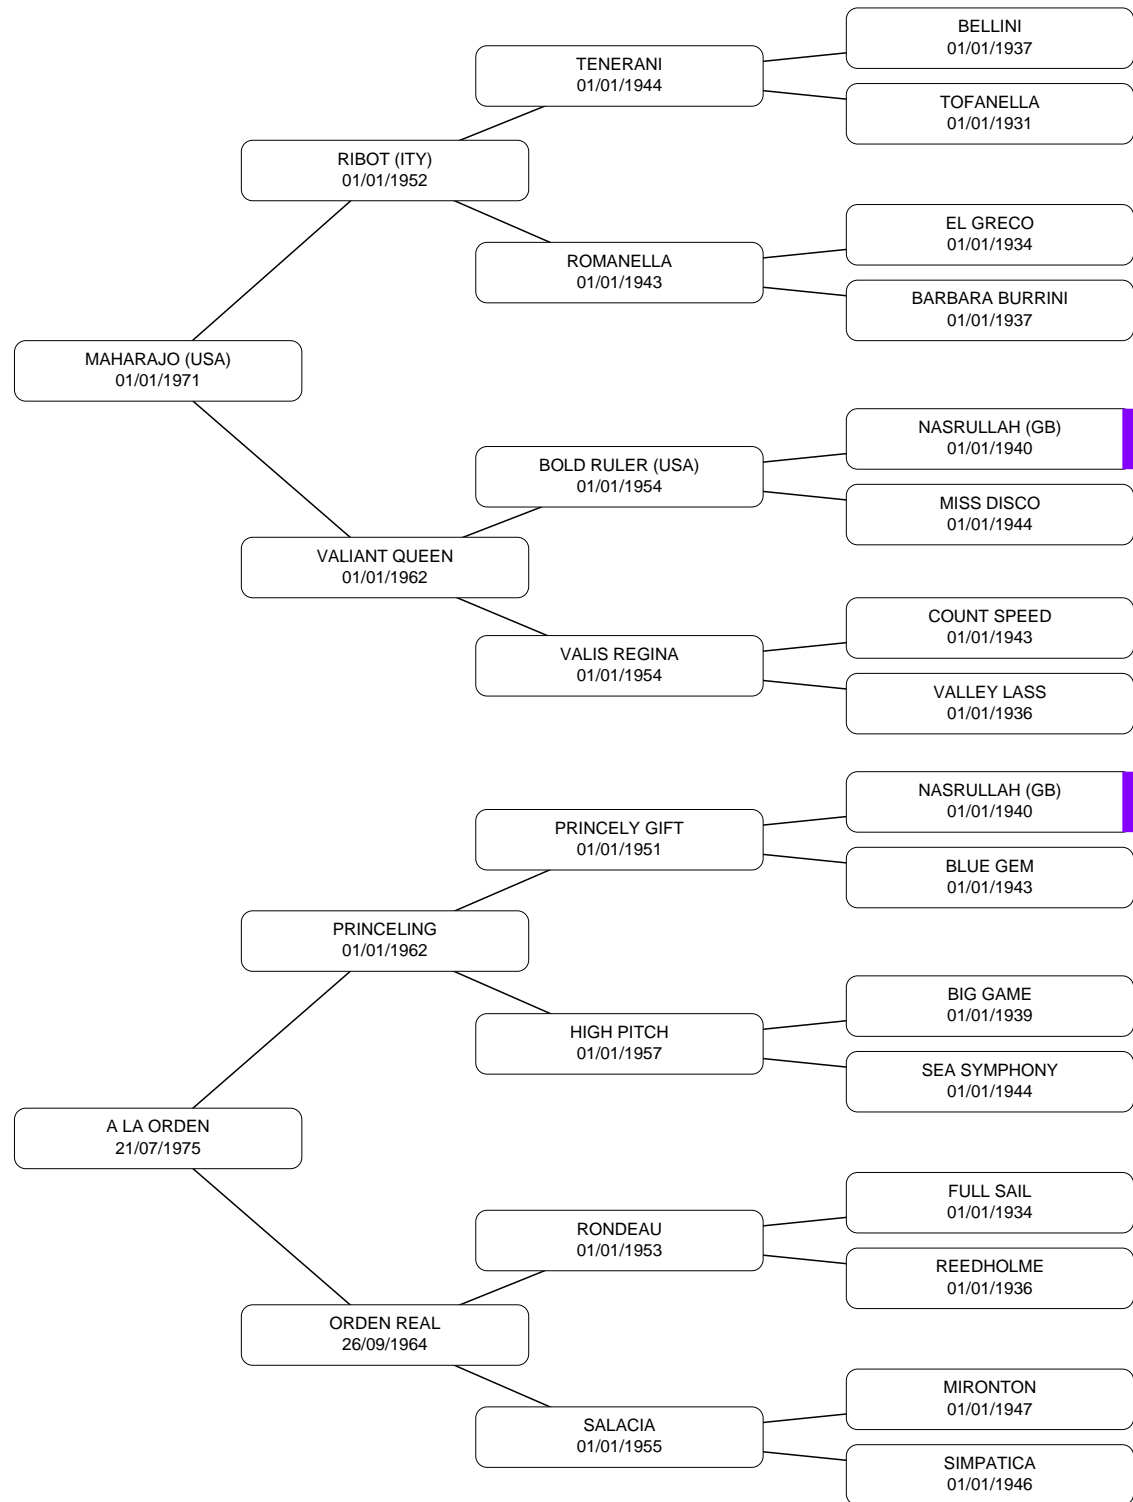 BELLINI
01/01/1937
TENERANI
01/01/1944
TOFANELLA
01/01/1931
RIBOT (ITY)
01/01/1952
EL GRECO
01/01/1934
ROMANELLA
01/01/1943
BARBARA BURRINI
01/01/1937
MAHARAJO (USA)
01/01/1971
NASRULLAH (GB)
01/01/1940
BOLD RULER (USA)
01/01/1954
MISS DISCO
01/01/1944
VALIANT QUEEN
01/01/1962
COUNT SPEED
01/01/1943
VALIS REGINA
01/01/1954
VALLEY LASS
01/01/1936
NASRULLAH (GB)
01/01/1940
PRINCELY GIFT
01/01/1951
BLUE GEM
01/01/1943
PRINCELING
01/01/1962
BIG GAME
01/01/1939
HIGH PITCH
01/01/1957
SEA SYMPHONY
01/01/1944
A LA ORDEN
21/07/1975
FULL SAIL
01/01/1934
RONDEAU
01/01/1953
REEDHOLME
01/01/1936
ORDEN REAL
26/09/1964
MIRONTON
01/01/1947
SALACIA
01/01/1955
SIMPATICA
01/01/1946